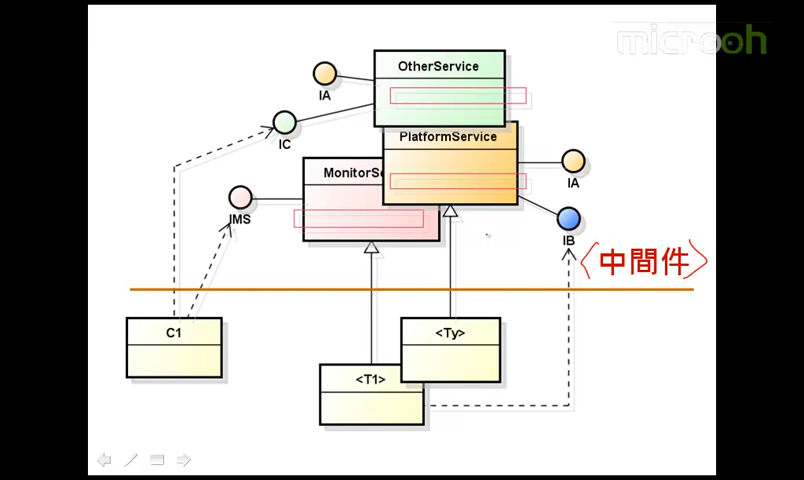 microoh
OtherService
IA
IC
PlatformService
IA
MonitorSe
IMS
IB
<中間件>
C1
<Ty>
<T1>